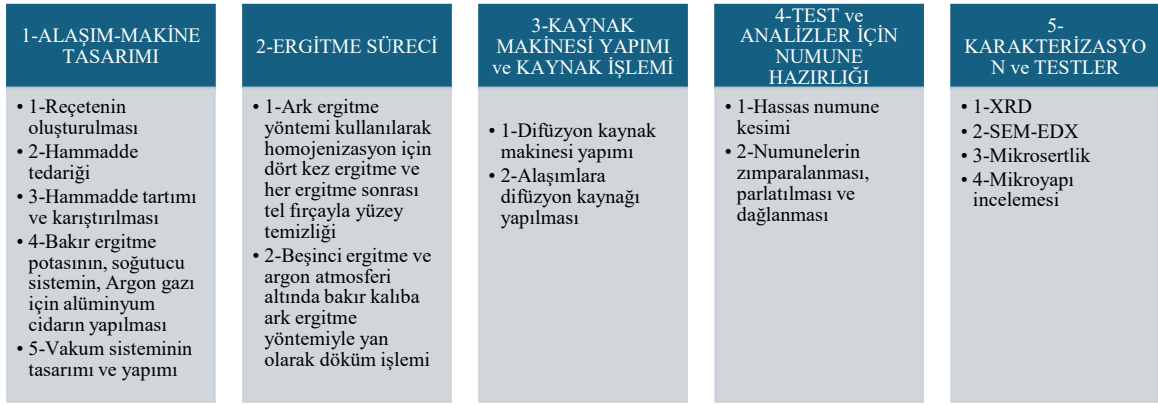 1-ALAŞIM-MAKİNE
TASARIMI
• 1-Reçetenin
oluşturulması
• 2-Hammadde
tedariği
• 3-Hammadde tartımı
ve karıştırılması
• 4-Bakır ergitme
potasının, soğutucu
sistemin, Argon gazı
için alüminyum
cidarın yapılması
• 5-Vakum sisteminin
tasarımı ve yapımı
2-ERGİTME SÜRECİ
• 1-Ark ergitme
yöntemi kullanılarak
homojenizasyon için
dört kez ergitme ve
her ergitme sonrası
tel fırçayla yüzey
temizliği
• 2-Beşinci ergitme ve
argon atmosferi
altında bakır kalıba
ark ergitme
yöntemiyle yan
olarak döküm işlemi
3-KAYNAK
MAKİNESİ YAPIMI
ve KAYNAK İŞLEMİ
• 1-Difüzyon kaynak
makinesi yapımı
• 2-Alaşımlara
difüzyon kaynağı
yapılması
4-TEST ve
ANALİZLER İÇİN
NUMUNE
HAZIRLIĞI
• 1-Hassas numune
kesimi
• 2-Numunelerin
zımparalanması,
parlatılması ve
dağlanması
5-
KARAKTERİZASYO
N ve TESTLER
• 1-XRD
• 2-SEM-EDX
• 3-Mikrosertlik
• 4-Mikroyapı
incelemesi